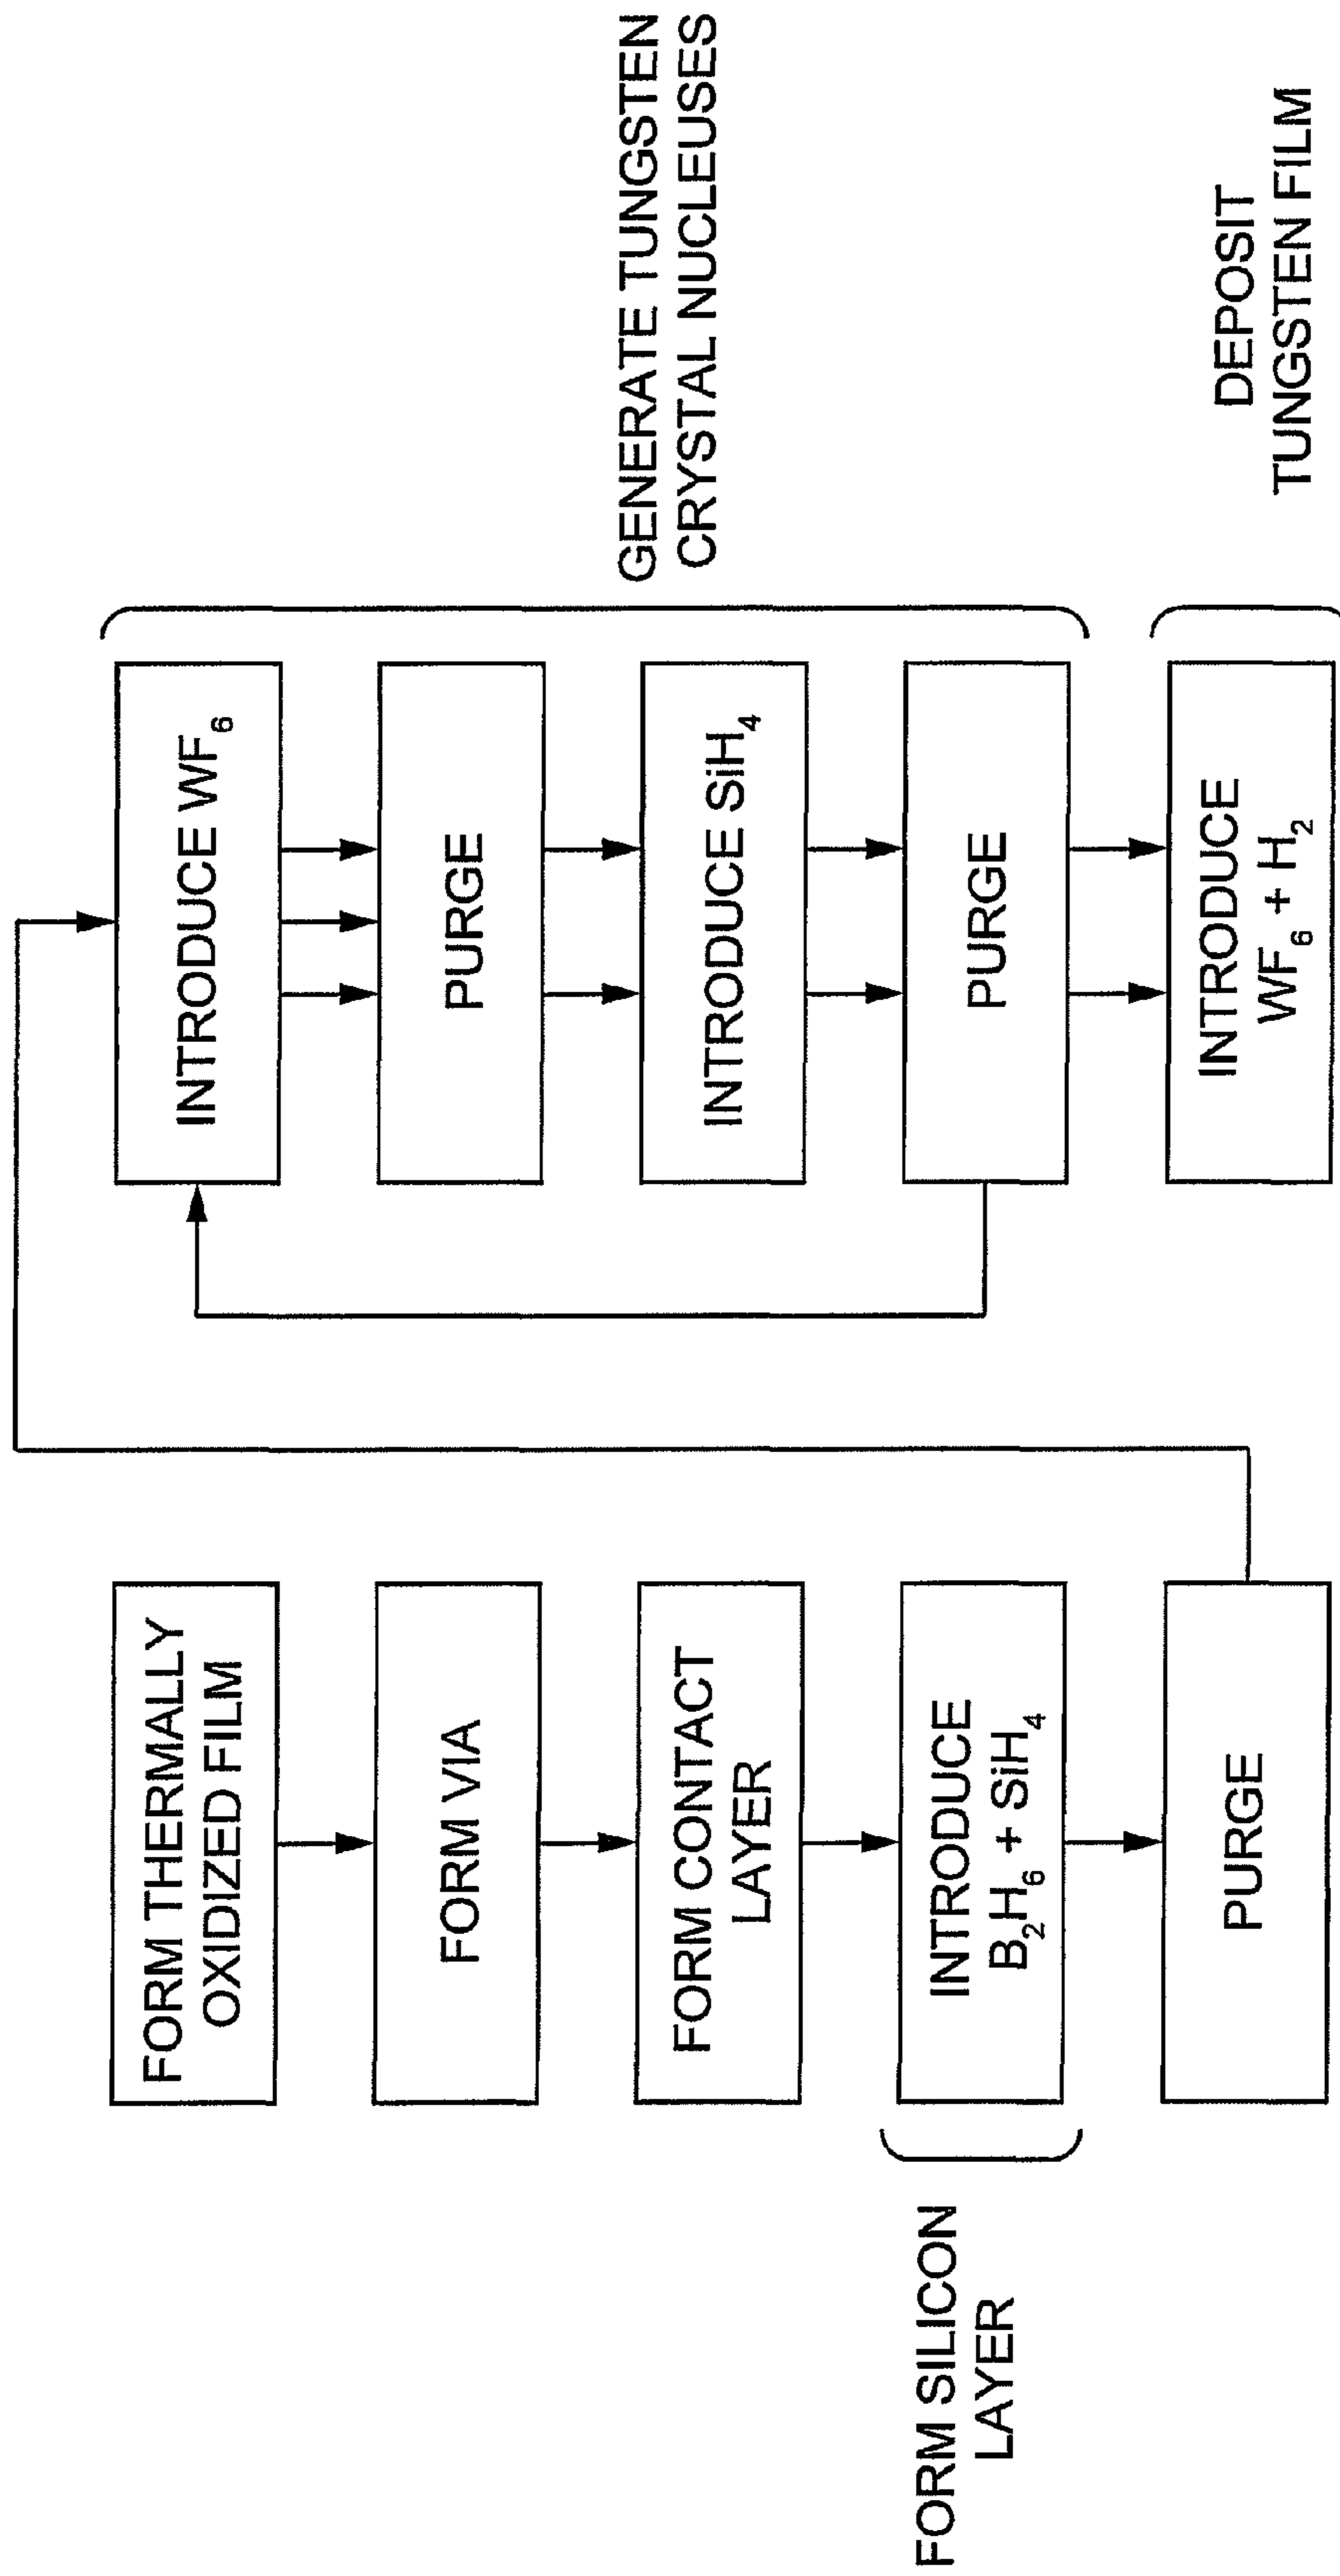 FORM THERMALLY
OXIDIZED FILM
FORM VIA
FORM CONTACT
LAYER
FORM SILICON
LAYER
INTRODUCE
B₂H₆ + SiH₄
PURGE
INTRODUCE WF₆
PURGE
INTRODUCE SiH₄
PURGE
GENERATE TUNGSTEN
CRYSTAL NUCLEUSES
INTRODUCE
WF₆ + H₂
DEPOSIT
TUNGSTEN FILM